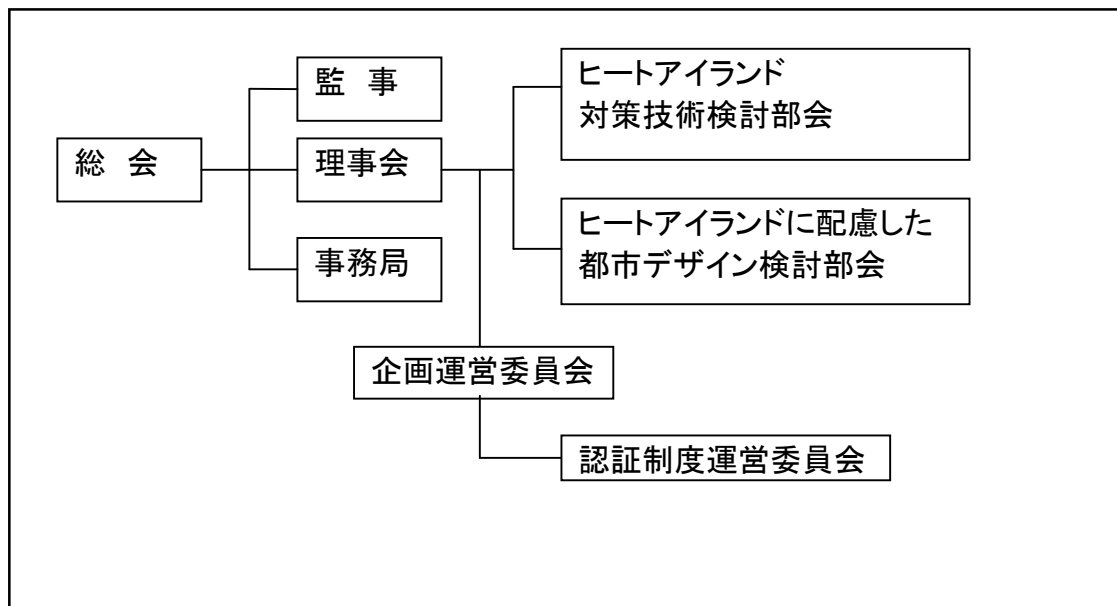 総　会
監　事
理事会
事務局
ヒートアイランド
対策技術検討部会
ヒートアイランドに配慮した
都市デザイン検討部会
企画運営委員会
認証制度運営委員会